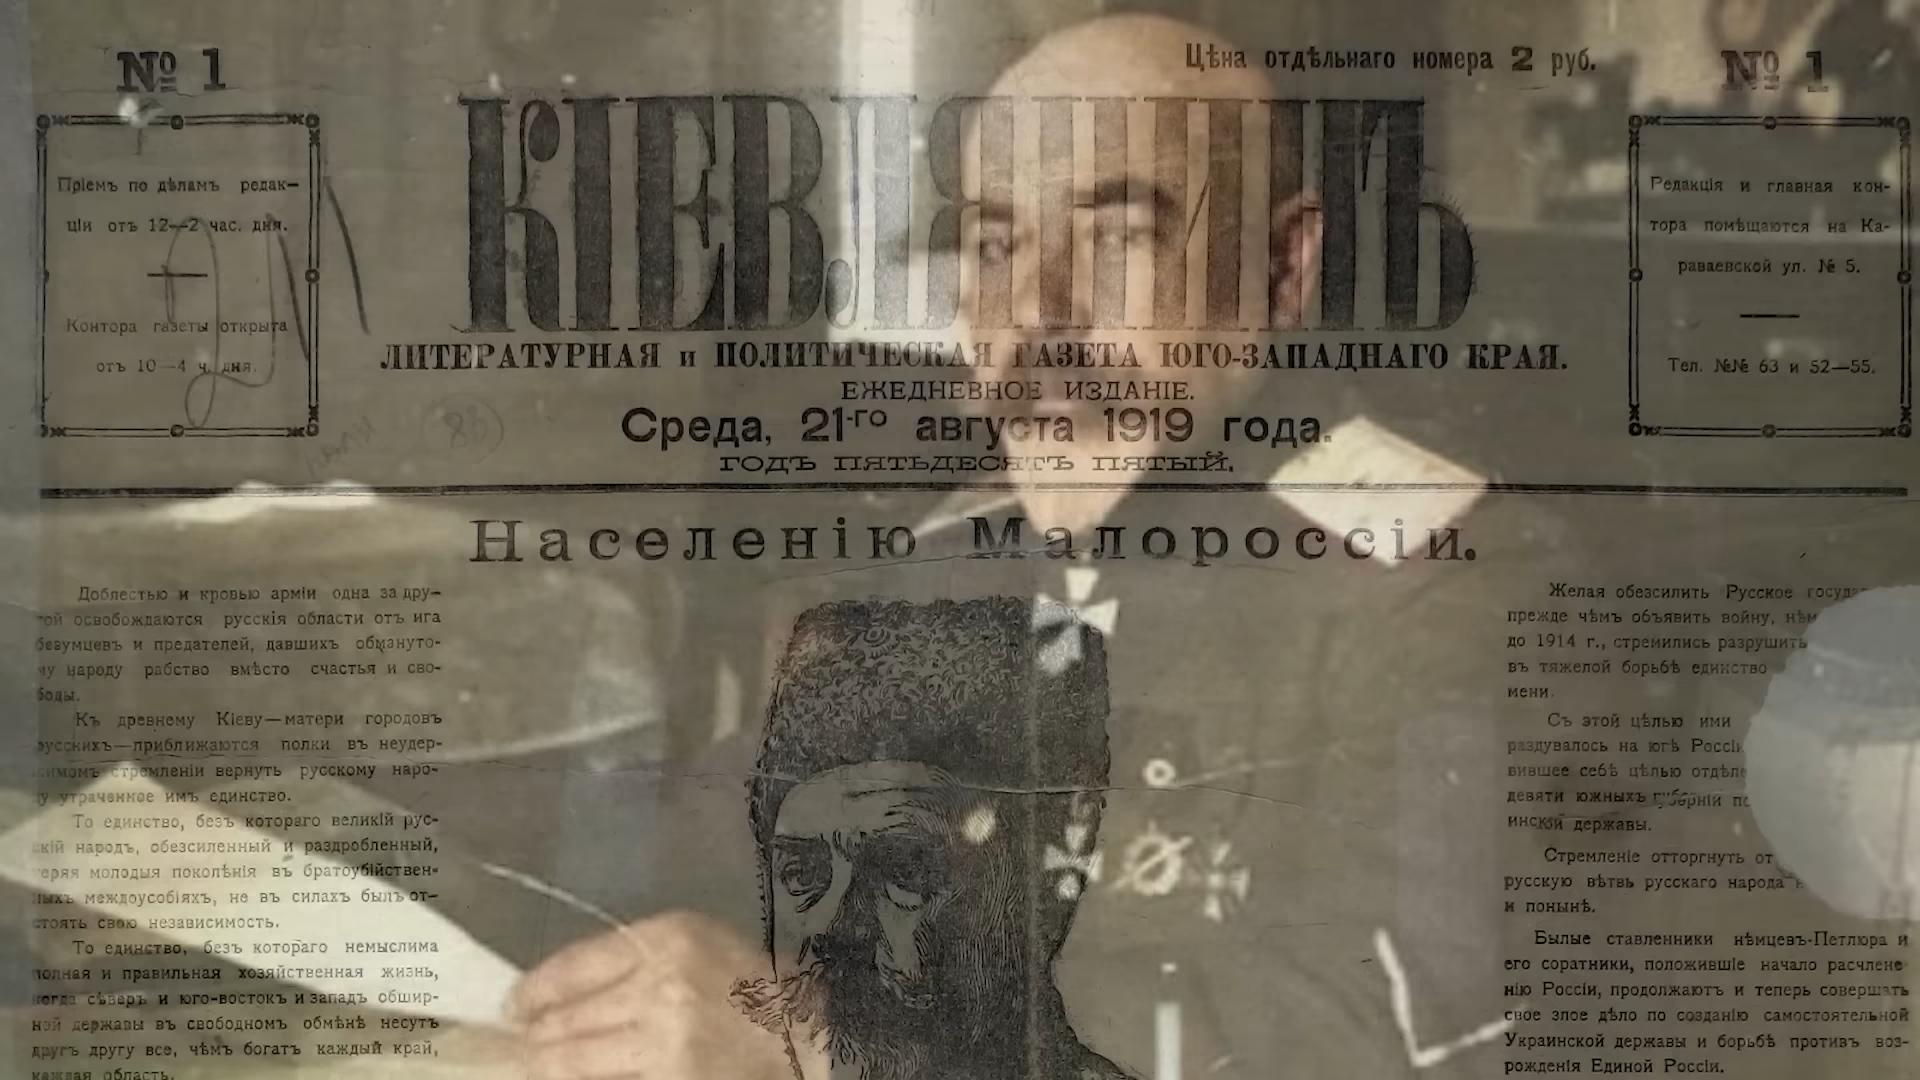 № 1
Цѣна отдѣльнаго номера 2 руб.
№ 1
КІЕВЛЯНИНЪ
ЛИТЕРАТУРНАЯ и ПОЛИТИЧЕСКАЯ ГАЗЕТА ЮГО-ЗАПАДНАГО КРАЯ.
ЕЖЕДНЕВНОЕ ИЗДАНІЕ.
Среда, 21-го августа 1919 года.
ГОДЪ ПЯТЬДЕСЯТЪ ПЯТЫЙ.
Пріемъ по дѣламъ редак-
ціи отъ 12—2 час. дня.
Контора газеты открыта
отъ 10—4 ч. дня.
Редакція и главная кон-
тора помѣщаются на Ка-
раваевской ул. № 5.
Тел. №№ 63 и 52—55.
Населенію Малороссіи.
Доблестью и кровью арміи одна за дру-
гой освобождаются русскія области отъ ига
безумцевъ и предателей, давшихъ обмануто-
му народу рабство вмѣсто счастья и сво-
боды.
Къ древнему Кіеву—матери городовъ
русскихъ—приближаются полки въ неудер-
жимомъ стремленіи вернуть русскому наро-
ду утраченное имъ единство.
То единство, безъ котораго великій рус-
скій народъ, обезсиленный и раздробленный,
теряя молодыя поколѣнія въ братоубійствен-
ныхъ междоусобіяхъ, не в силахъ былъ от-
стоять свою независимость.
То единство, безъ котораго немыслима
полная и правильная хозяйственная жизнь,
когда сѣверъ и юго-востокъ и западъ обшир-
ной державы въ свободномъ обмѣнѣ несутъ
другъ другу все, чѣмъ богатъ каждый край,
каждая область.
Желая обезсилить Русское
прежде чѣмъ объявить войну,
до 1914 г., стремились разрушить
въ тяжелой борьбѣ единство
мени.
Съ этой цѣлью ими
раздувалось на югѣ Россіи
вившее себѣ цѣлью
девяти южныхъ губерній
инской державы.
Стремленіе отторгнуть от
русскую вѣтвь русскаго народа
и понынѣ.
Былые ставленники нѣмцевъ-Петлюра и
его соратники, положившіе начало расчлене-
нію Россіи, продолжаютъ и теперь совершать
свое злое дѣло по созданію самостоятельной
Украинской державы и борьбѣ противъ воз-
рожденія Единой Россіи.